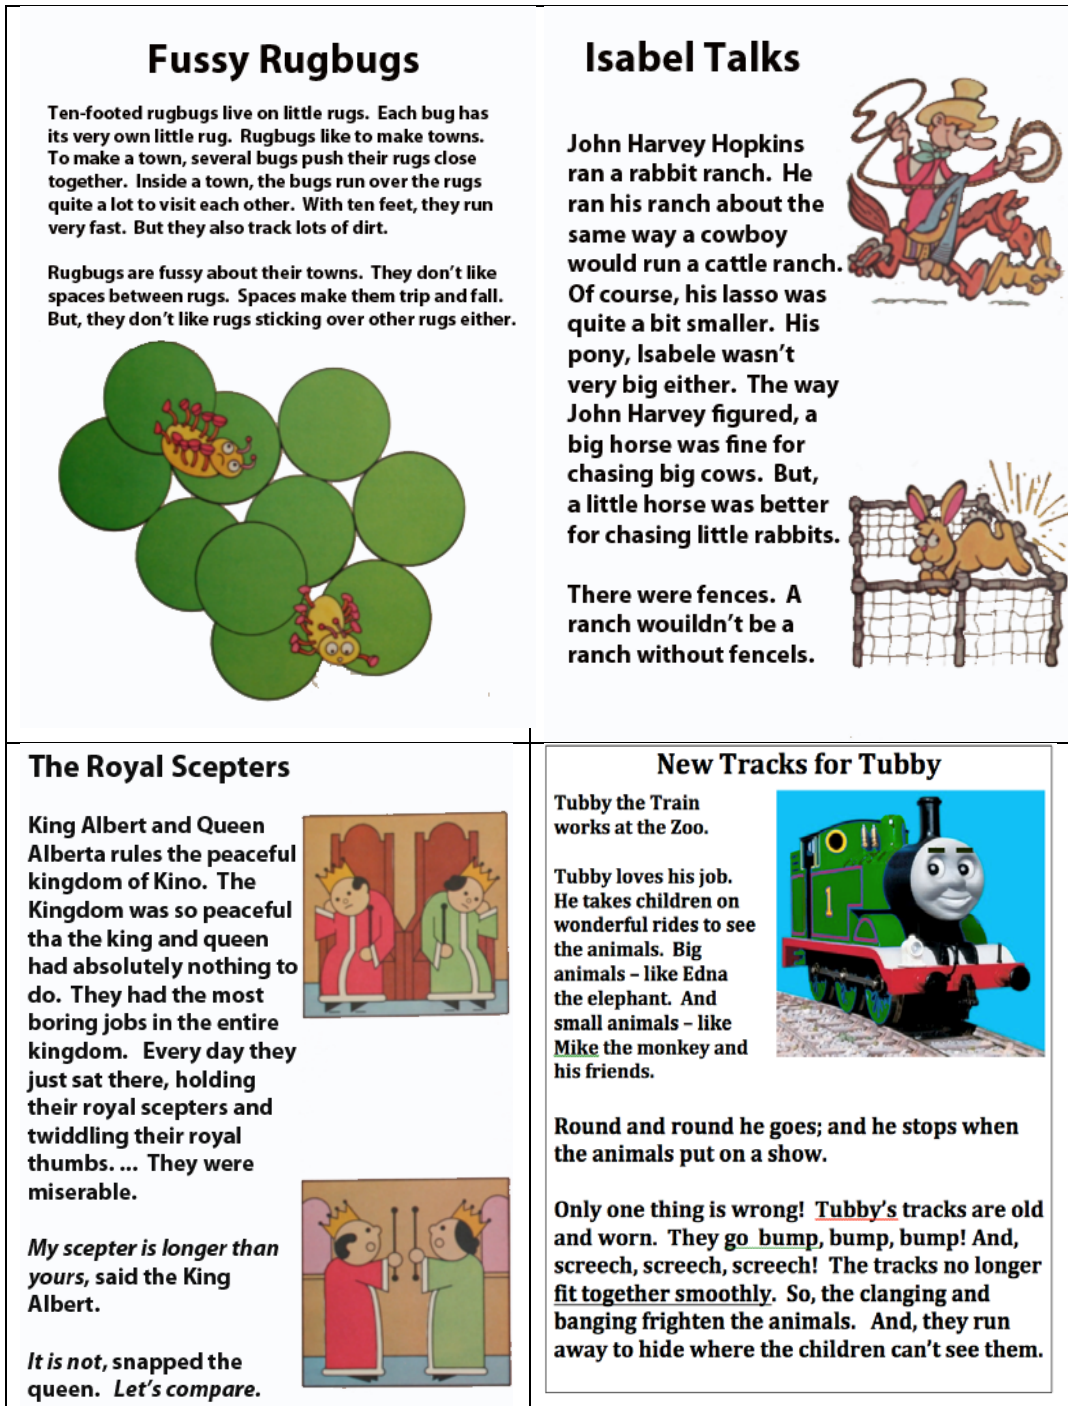 Fussy Rugbugs
Ten-footed rugbugs live on little rugs.  Each bug has
its very own little rug.  Rugbugs like to make towns.
To make a town, several bugs push their rugs close
together.  Inside a town, the bugs run over the rugs
quite a lot to visit each other.  With ten feet, they run
very fast.  But they also track lots of dirt.
Rugbugs are fussy about their towns.  They don't like
spaces between rugs.  Spaces make them trip and fall.
But, they don't like rugs sticking over other rugs either.
Isabel Talks
John Harvey Hopkins
ran a rabbit ranch.  He
ran his ranch about the
same way a cowboy
would run a cattle ranch.
Of course, his lasso was
quite a bit smaller.  His
pony, Isabele wasn't
very big either.  The way
John Harvey figured, a
big horse was fine for
chasing big cows.  But,
a little horse was better
for chasing little rabbits.
There were fences.  A
ranch wouildn't be a
ranch without fencels.
The Royal Scepters
King Albert and Queen
Alberta rules the peaceful
kingdom of Kino.  The
Kingdom was so peaceful
tha the king and queen
had absolutely nothing to
do.  They had the most
boring jobs in the entire
kingdom.   Every day they
just sat there, holding
their royal scepters and
twiddling their royal
thumbs. ...  They were
miserable.
My scepter is longer than
yours, said the King
Albert.
It is not, snapped the
queen.   Let's compare.
New Tracks for Tubby
Tubby the Train
works at the Zoo.
Tubby loves his job.
He takes children on
wonderful rides to see
the animals.  Big
animals – like Edna
the elephant.  And
small animals – like
Mike the monkey and
his friends.
1
Round and round he goes; and he stops when
the animals put on a show.
Only one thing is wrong!  Tubby's tracks are old
and worn.  They go  bump, bump, bump! And,
screech, screech, screech!  The tracks no longer
fit together smoothly.  So, the clanging and
banging frighten the animals.   And, they run
away to hide where the children can't see them.